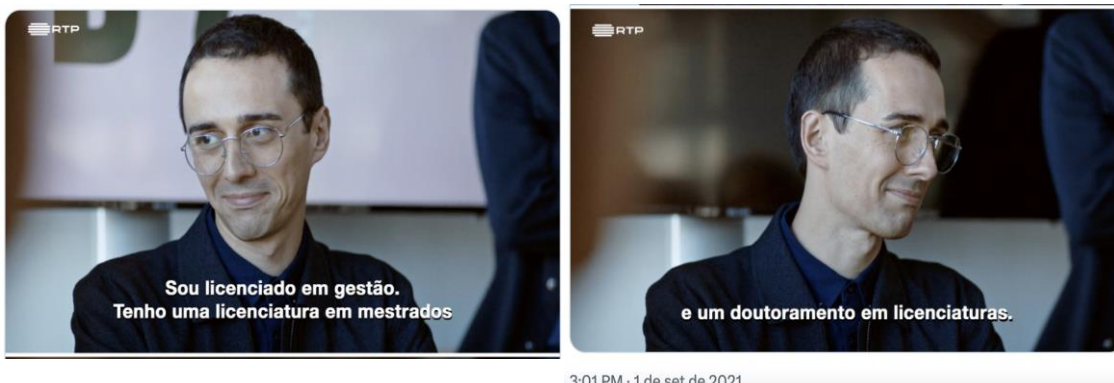 RTP
Sou licenciado em gestão.
Tenho uma licenciatura em mestrados
RTP
e um doutoramento em licenciaturas.
3:01 PM · 1 de set de 2021